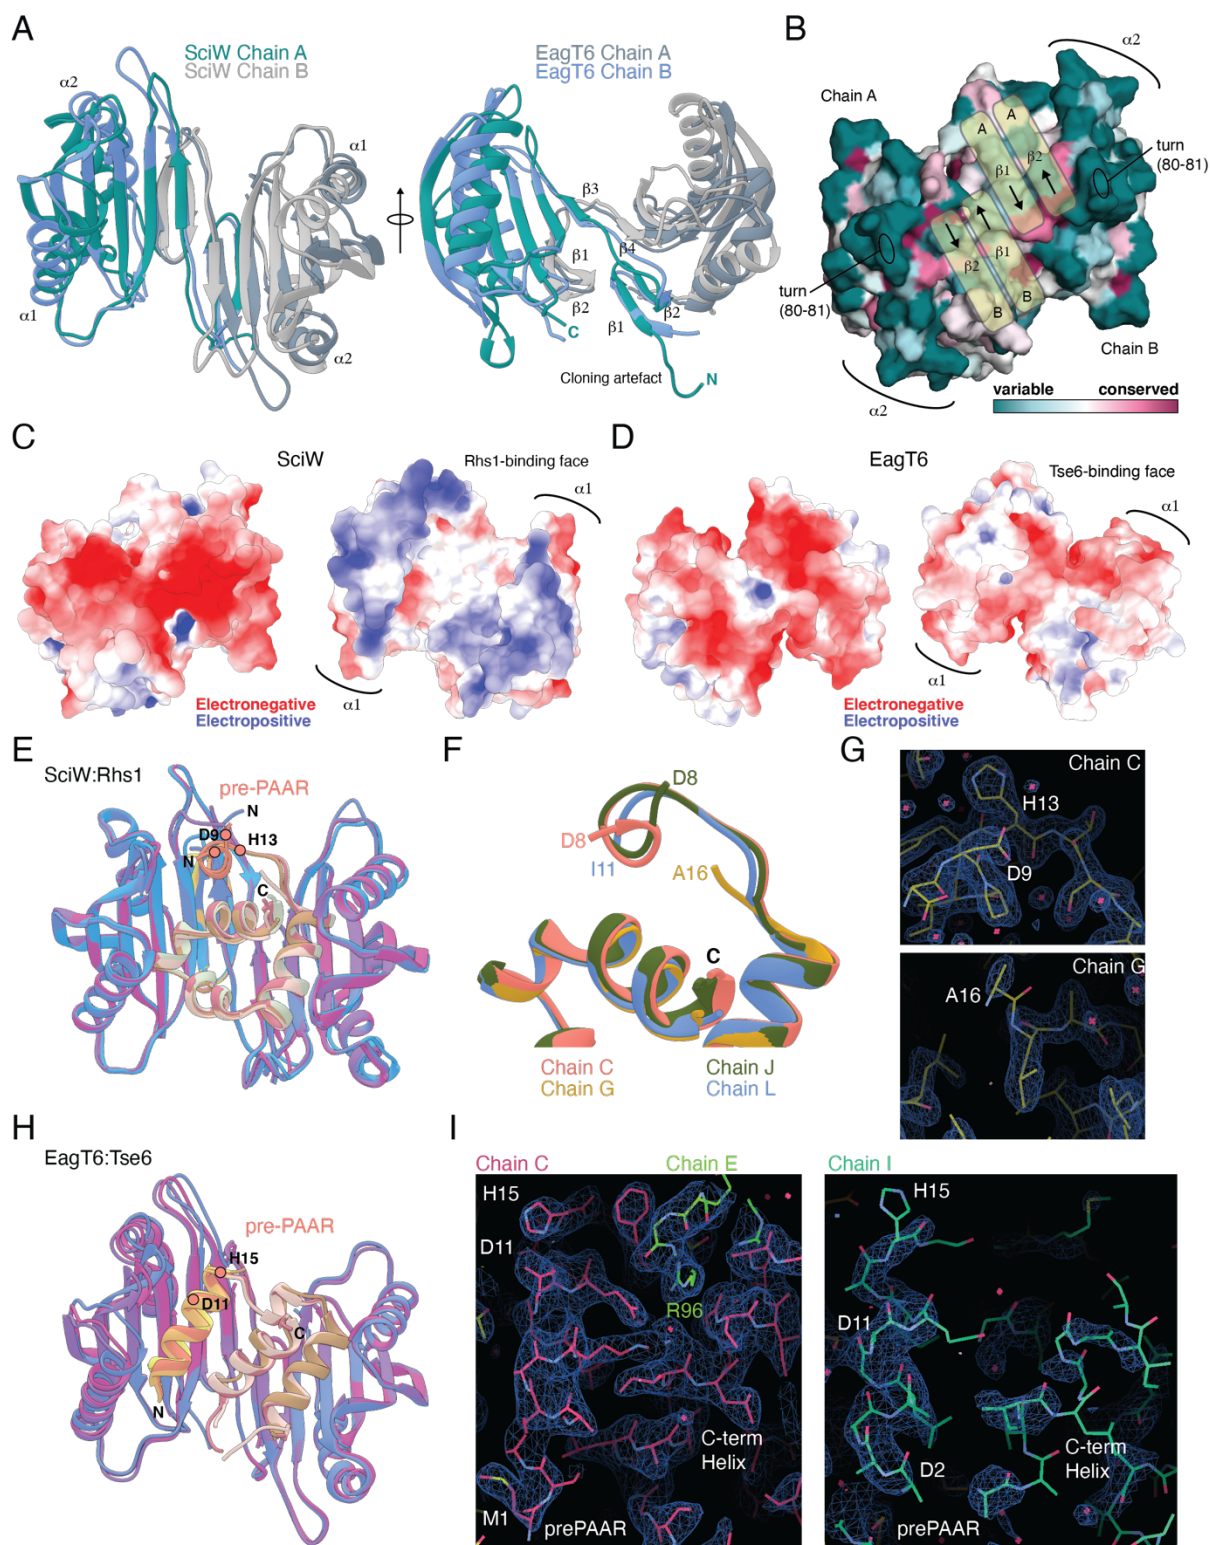 A
SciW Chain A
SciW Chain B
EagT6 Chain A
EagT6 Chain B
α2
α1
α1
α2
β3
β4
β1
β2
β2
β1
C
N
Cloning artefact
B
α2
Chain A
A
A
turn
(80-81)
β1
β2
β1
β2
turn
(80-81)
B
B
Chain B
α2
variable
conserved
C
SciW
Rhs1-binding face
α1
α1
Electronegative
Electropositive
D
EagT6
Tse6-binding face
α1
α1
Electronegative
Electropositive
E
SciW:Rhs1
pre-PAAR
N
D9
H13
N
C
F
D8
D8
I11
A16
C
Chain C
Chain G
Chain J
Chain L
G
Chain C
H13
D9
Chain G
A16
H
EagT6:Tse6
pre-PAAR
H15
D11
C
N
I
Chain C
Chain E
H15
D11
R96
C-term
Helix
M1
prePAAR
Chain I
H15
D11
D2
C-term
Helix
prePAAR